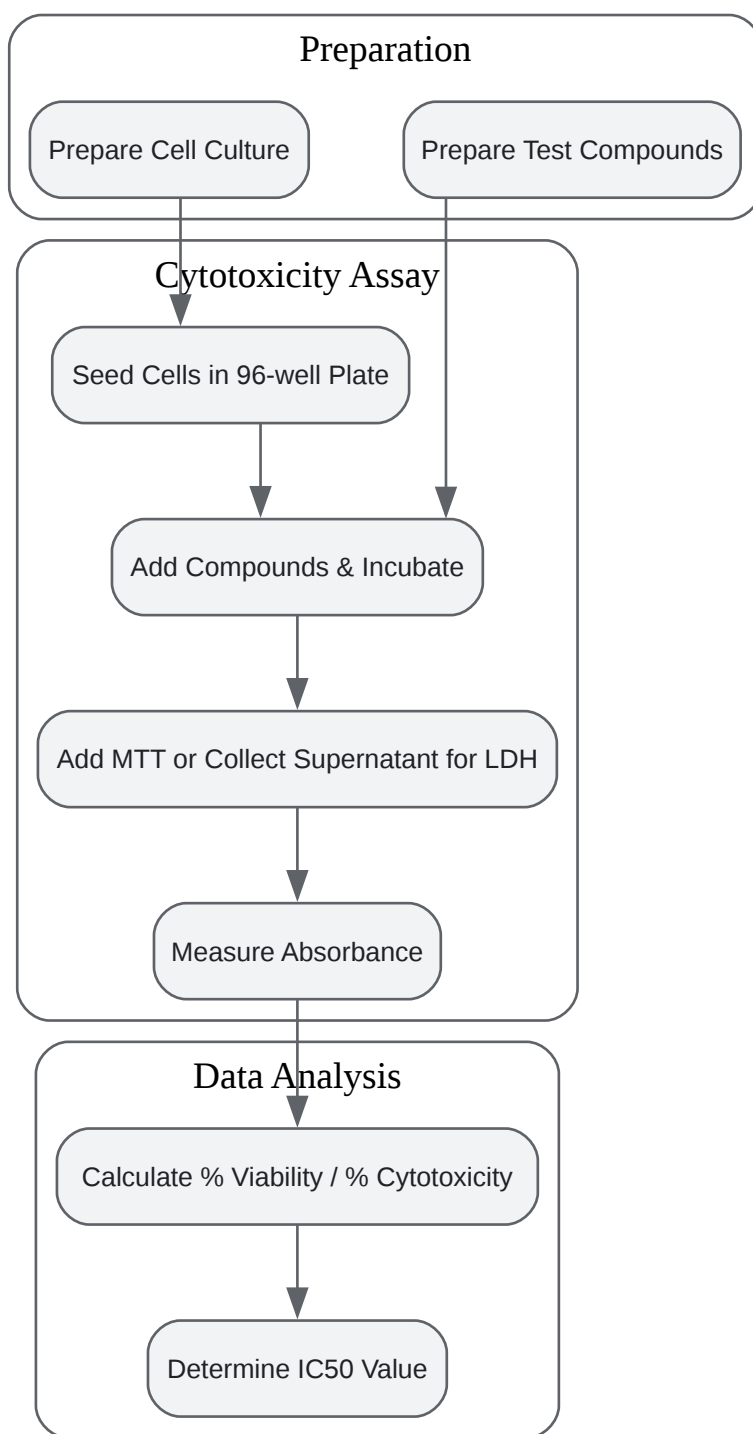 Preparation
Prepare Cell Culture
Prepare Test Compounds
Cytotoxicity Assay
Seed Cells in 96-well Plate
Add Compounds & Incubate
Add MTT or Collect Supernatant for LDH
Measure Absorbance
Data Analysis
Calculate % Viability / % Cytotoxicity
Determine IC50 Value